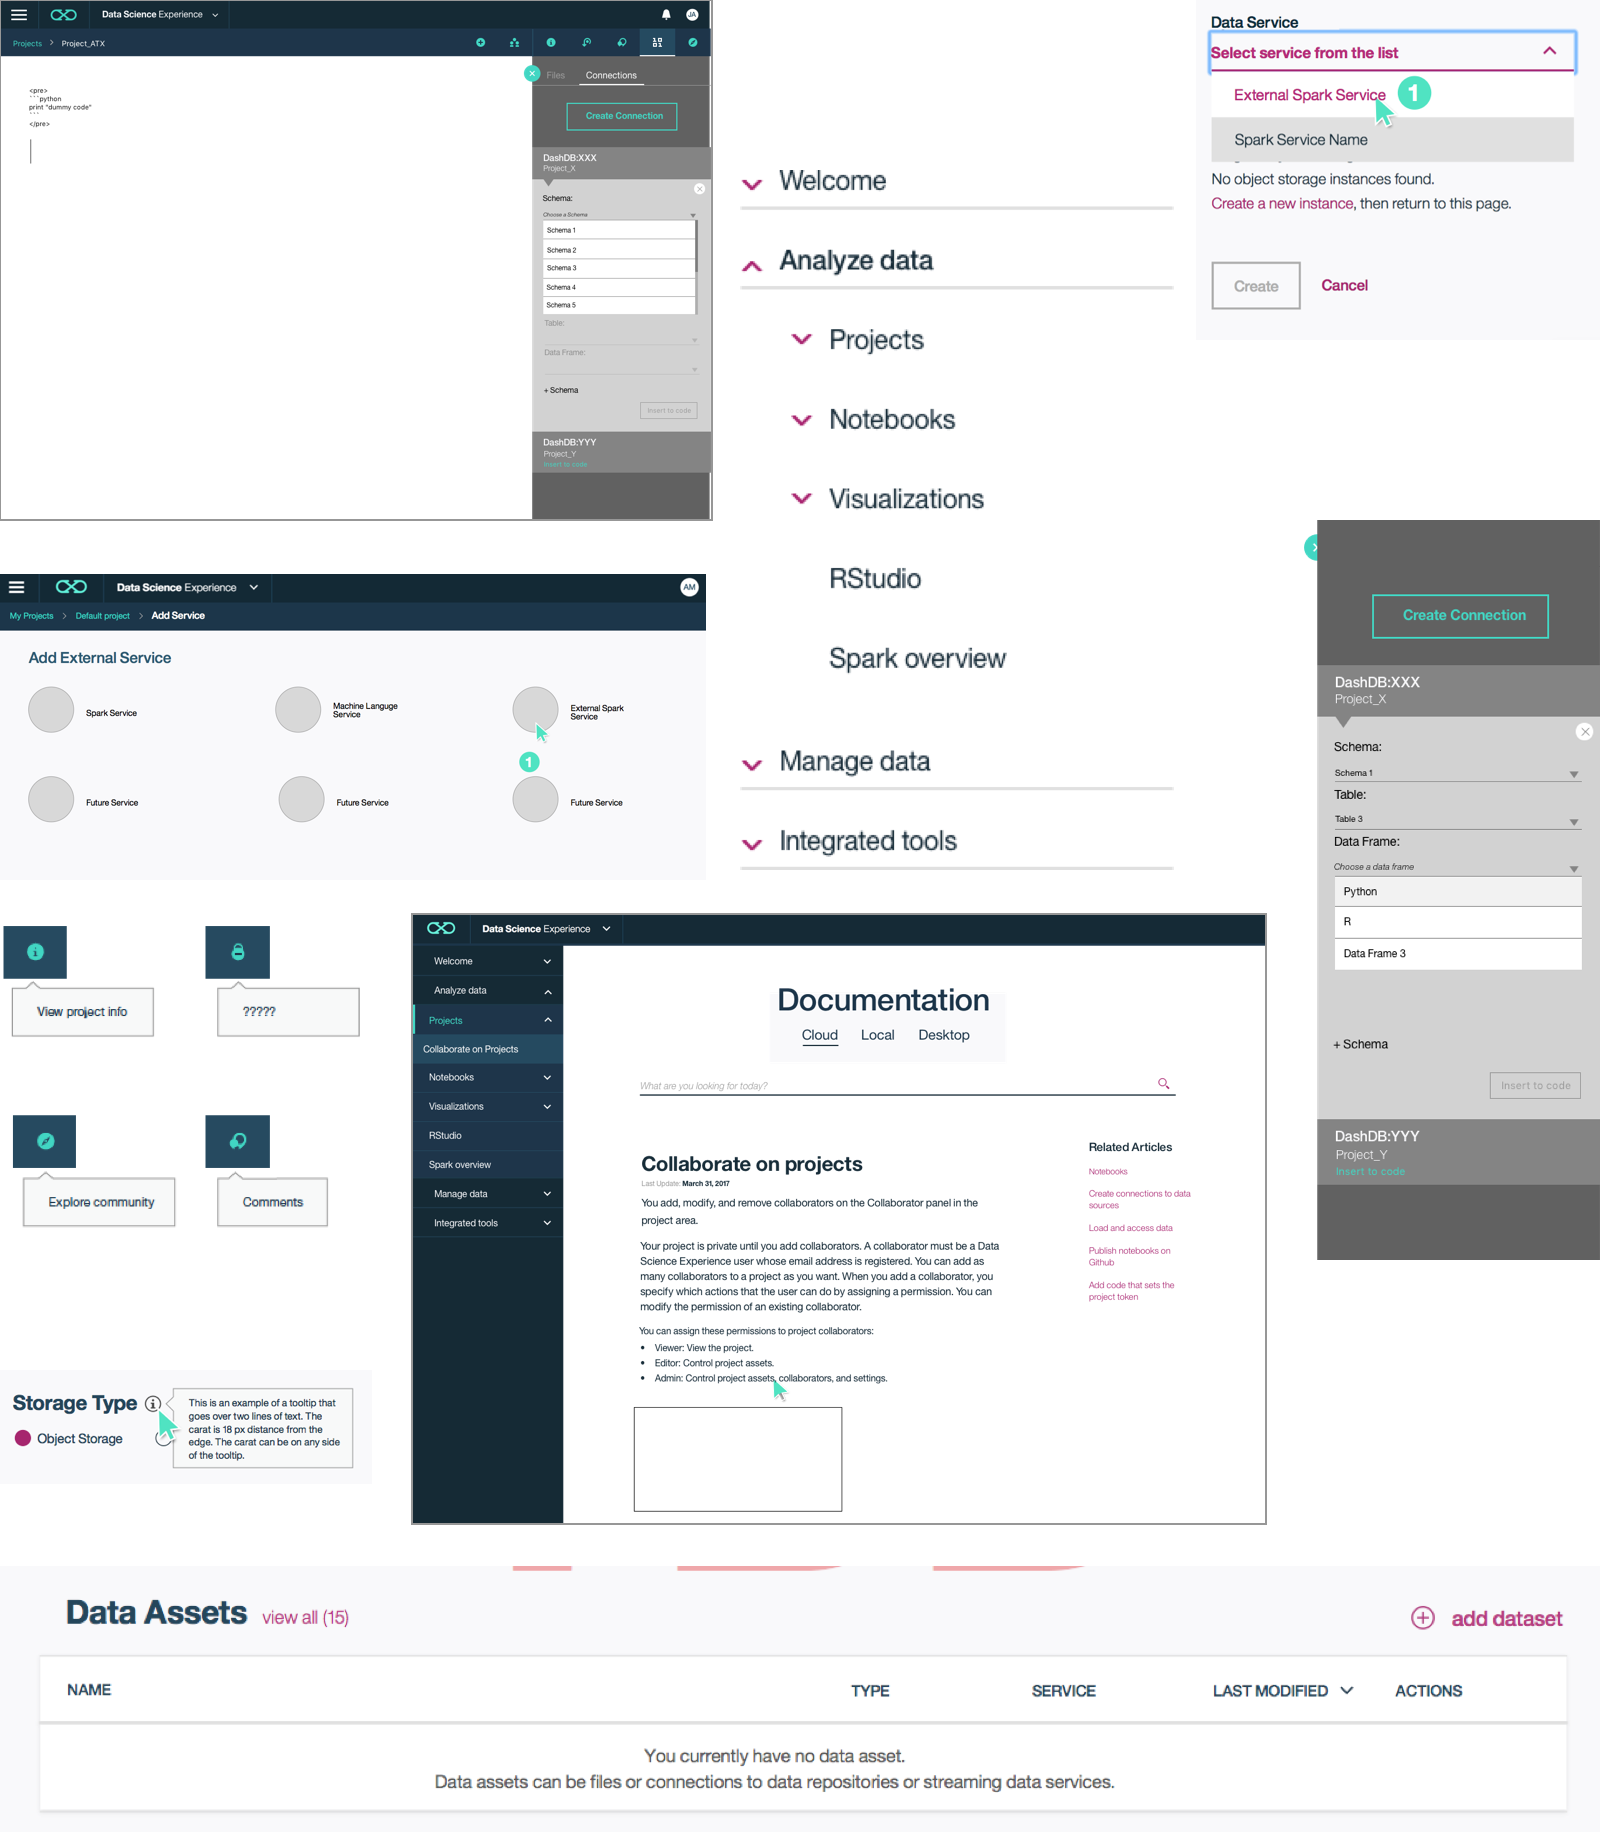 Data Science Experience
JA
Projects > Project_ATX
Files
Connections
<pre>
```python
print "dummy code"
```
</pre>
Create Connection
DashDB:XXX
Project_X
Schema:
Choose a Schema
Schema 1
Schema 2
Schema 3
Schema 4
Schema 5
Table:
Data Frame:
+ Schema
Insert to code
DashDB:YYY
Project_Y
Insert to code
Welcome
Analyze data
Projects
Notebooks
Visualizations
RStudio
Spark overview
Manage data
Integrated tools
Data Service
Select service from the list
External Spark Service
1
Spark Service Name
No object storage instances found.
Create a new instance, then return to this page.
Create
Cancel
Data Science Experience
AM
My Projects > Default project > Add Service
Add External Service
Spark Service
Machine Languge
Service
External Spark
Service
1
Future Service
Future Service
Future Service
Create Connection
DashDB:XXX
Project_X
Schema:
Schema 1
Table:
Table 3
Data Frame:
Choose a data frame
Python
R
Data Frame 3
+ Schema
Insert to code
DashDB:YYY
Project_Y
Insert to code
View project info
?????
Explore community
Comments
Storage Type
Object Storage
This is an example of a tooltip that
goes over two lines of text. The
carat is 18 px distance from the
edge. The carat can be on any side
of the tooltip.
Data Science Experience
Welcome
Analyze data
Projects
Collaborate on Projects
Notebooks
Visualizations
RStudio
Spark overview
Manage data
Integrated tools
Documentation
Cloud
Local
Desktop
What are you looking for today?
Collaborate on projects
Last Update: March 31, 2017
You add, modify, and remove collaborators on the Collaborator panel in the
project area.
Your project is private until you add collaborators. A collaborator must be a Data
Science Experience user whose email address is registered. You can add as
many collaborators to a project as you want. When you add a collaborator, you
specify which actions that the user can do by assigning a permission. You can
modify the permission of an existing collaborator.
You can assign these permissions to project collaborators:
• Viewer: View the project.
• Editor: Control project assets.
• Admin: Control project assets, collaborators, and settings.
Related Articles
Notebooks
Create connections to data
sources
Load and access data
Publish notebooks on
Github
Add code that sets the
project token
Data Assets
view all (15)
add dataset
NAME
TYPE
SERVICE
LAST MODIFIED
ACTIONS
You currently have no data asset.
Data assets can be files or connections to data repositories or streaming data services.